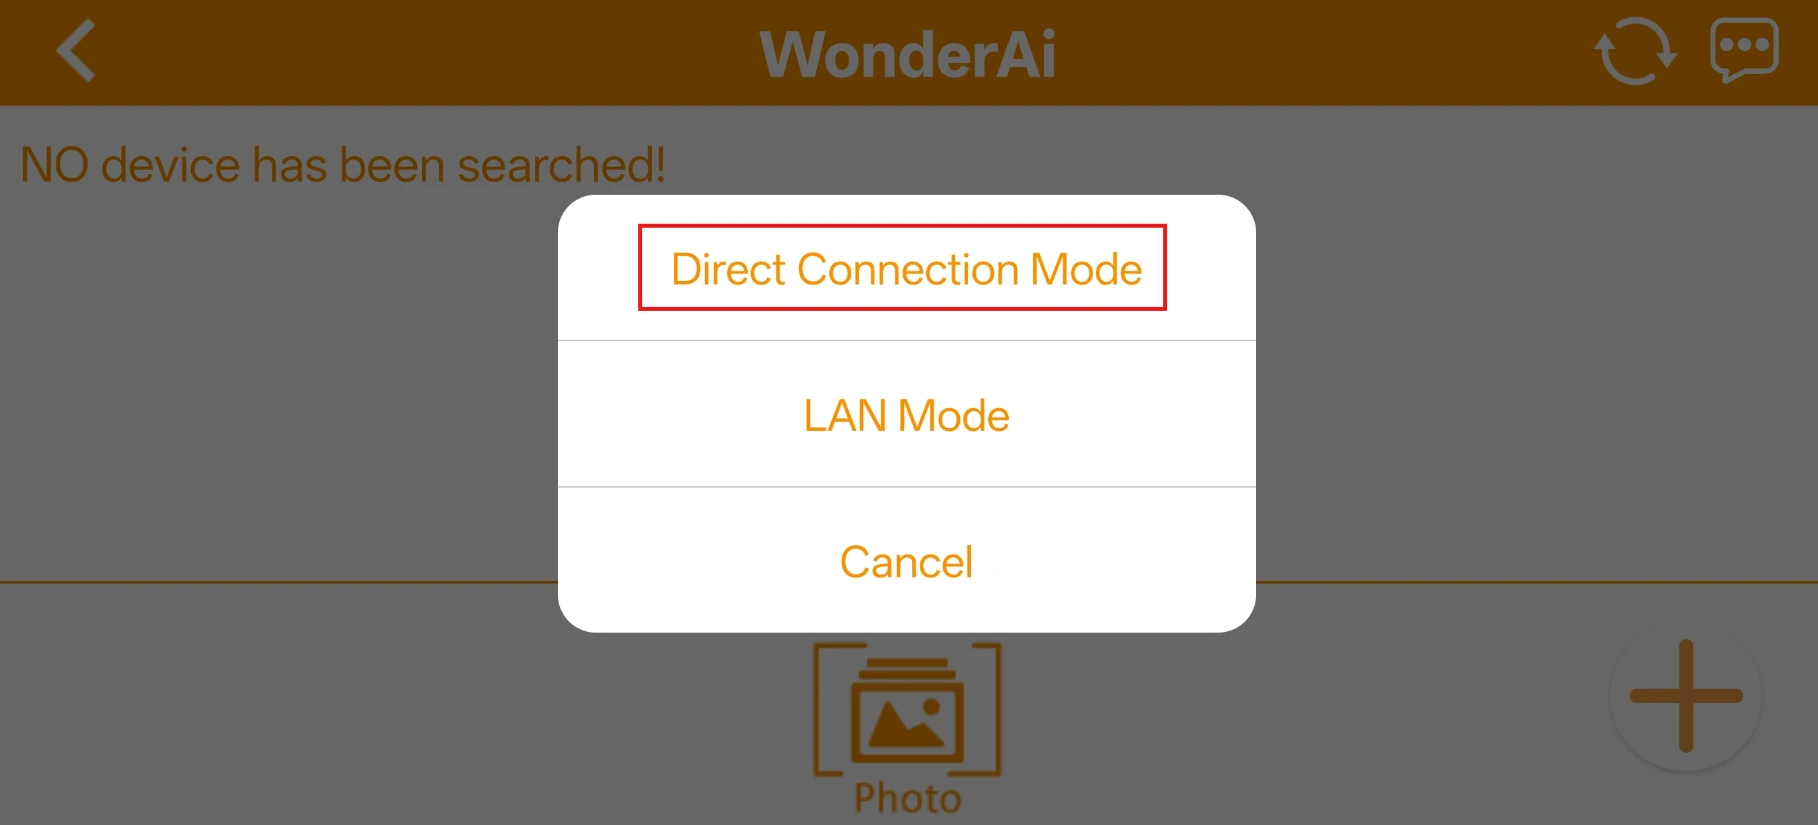 WonderAi
NO device has been searched!
Direct Connection Mode
LAN Mode
Cancel
Photo